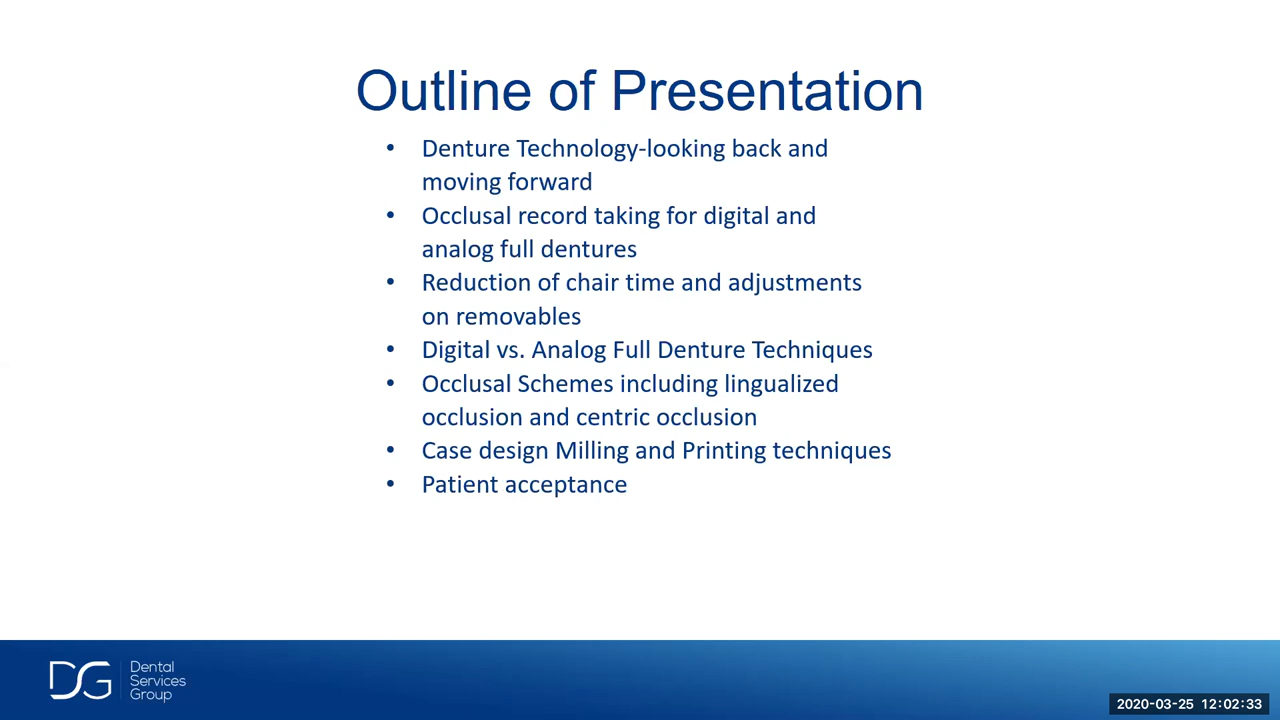 Outline of Presentation
• Denture Technology-looking back and
moving forward
• Occlusal record taking for digital and
analog full dentures
• Reduction of chair time and adjustments
on removables
• Digital vs. Analog Full Denture Techniques
• Occlusal Schemes including lingualized
occlusion and centric occlusion
• Case design Milling and Printing techniques
• Patient acceptance
DSG
Dental
Services
Group
2020-03-25 12:02:33